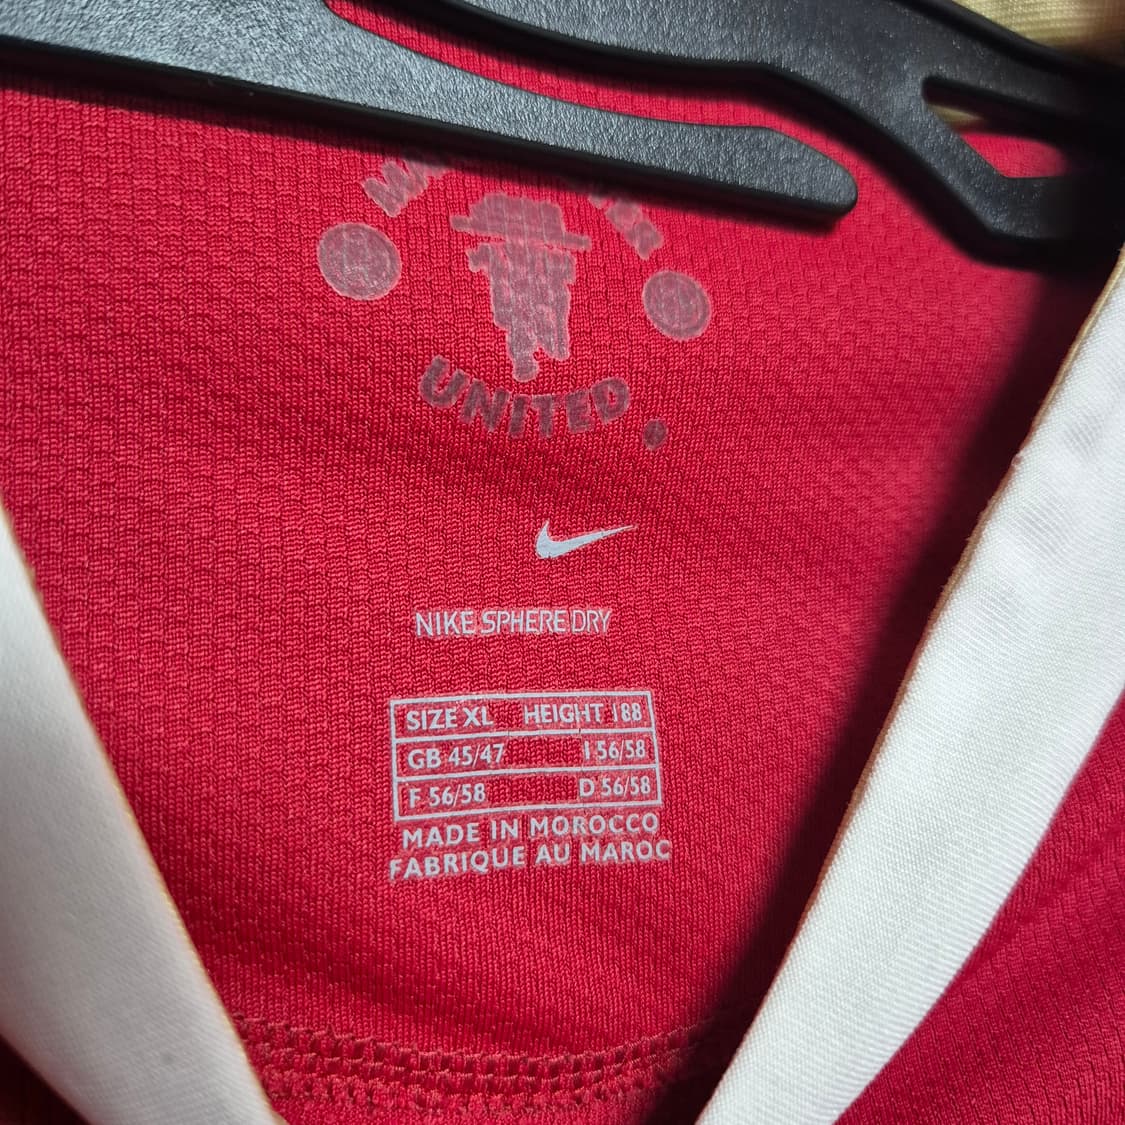 UNITED
NIKE SPHERE DRY
SIZE XL HEIGHT 188
GB 45/47 I 56/58
F 56/58 D 56/58
MADE IN MOROCCO
FABRIQUE AU MAROC